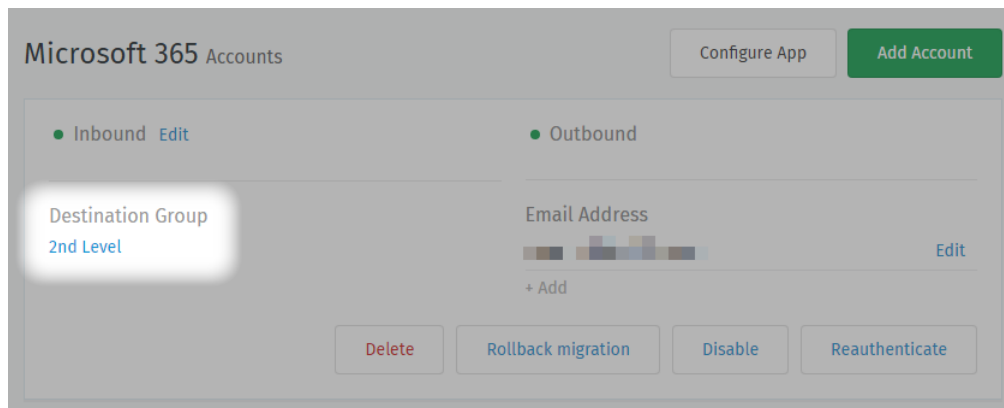 Microsoft 365 Accounts
Configure App
Add Account
Inbound Edit
Outbound
Destination Group
2nd Level
Email Address
Edit
+ Add
Delete
Rollback migration
Disable
Reauthenticate